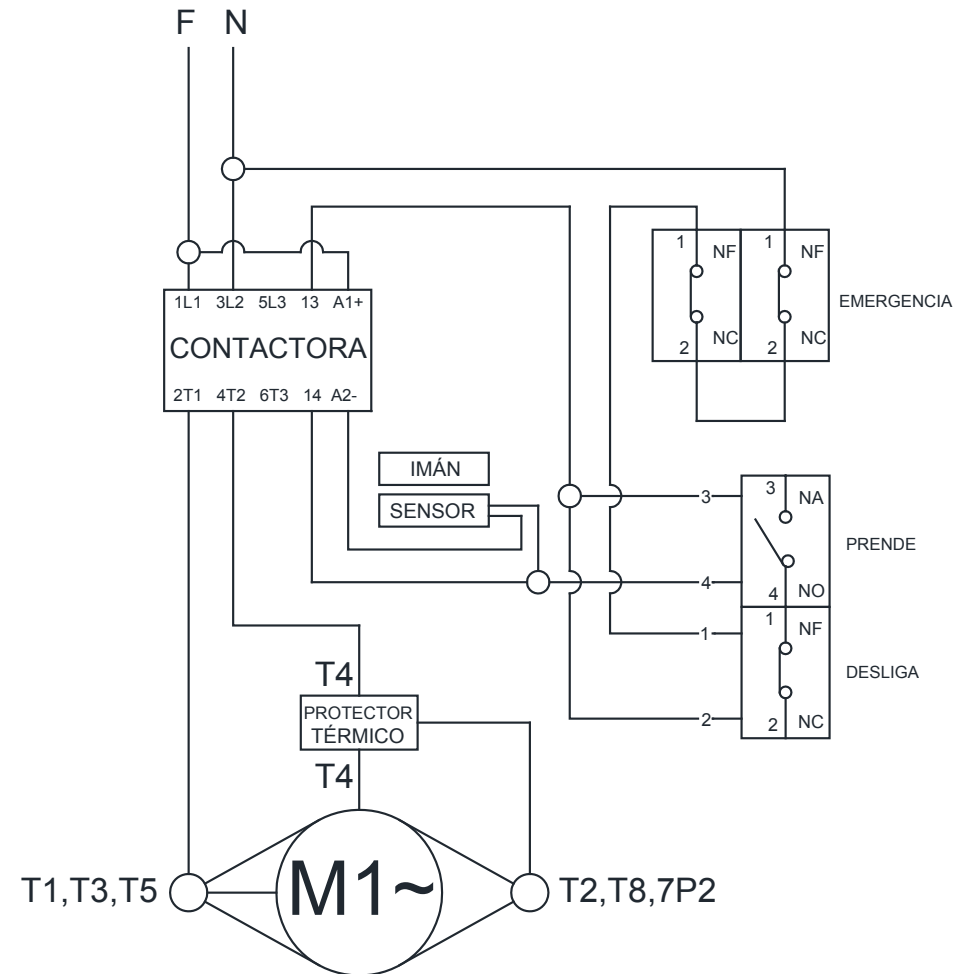 F N
1 NF 1 NF
EMERGENCIA
2 NC 2 NC
1L1 3L2 5L3 13 A1+
CONTACTORA
2T1 4T2 6T3 14 A2-
IMÁN
SENSOR
3 3 NA
PRENDE
4 4 NO
1 1 NF
DESLIGA
2 2 NC
T4
PROTECTOR
TÉRMICO
T4
T1,T3,T5 M1~ T2,T8,7P2